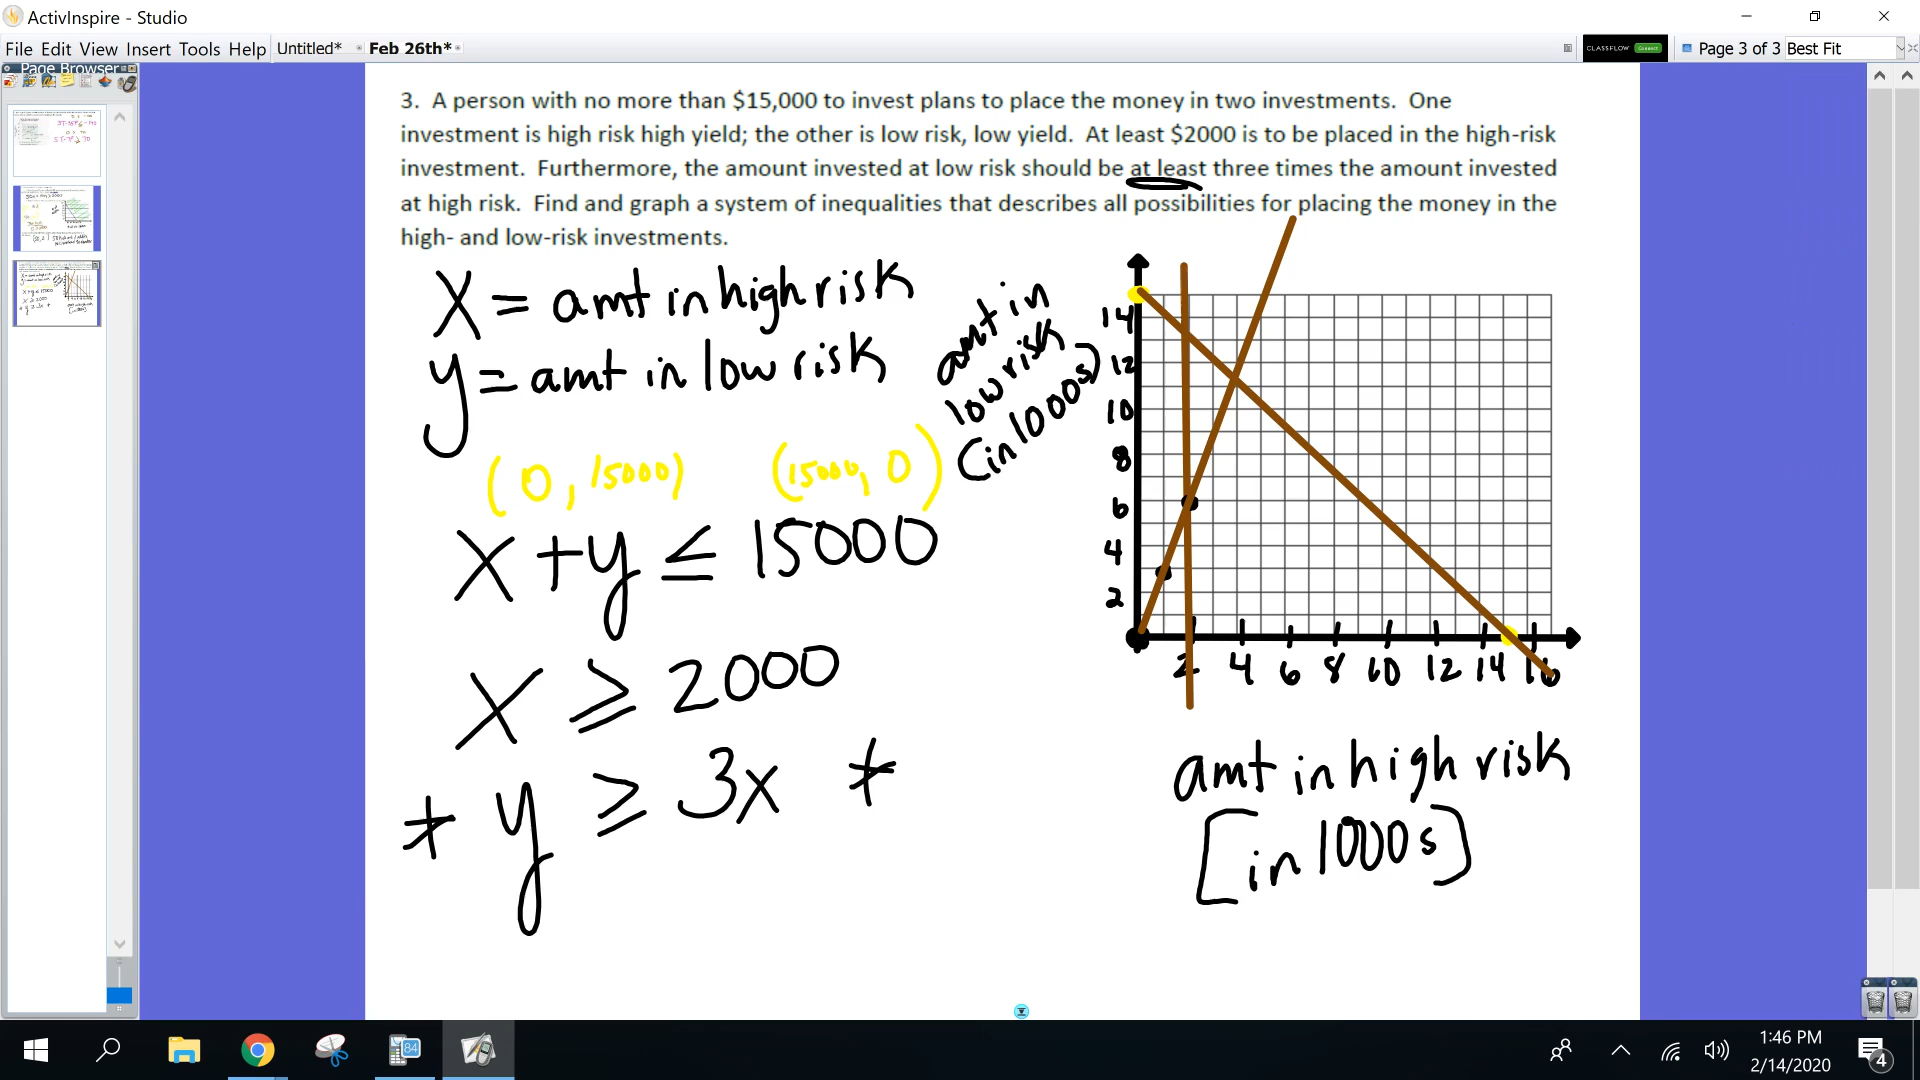 ActivInspire - Studio
File Edit View Insert Tools Help Untitled* Feb 26th* CLASSFLOW Connect Page 3 of 3 Best Fit
Page Browser
3. A person with no more than $15,000 to invest plans to place the money in two investments. One
investment is high risk high yield; the other is low risk, low yield. At least $2000 is to be placed in the high-risk
investment. Furthermore, the amount invested at low risk should be at least three times the amount invested
at high risk. Find and graph a system of inequalities that describes all possibilities for placing the money in the
high- and low-risk investments.
X = amt in high risk
y = amt in low risk
(0, 15000) (15000, 0)
x + y ≤ 15000
x ≥ 2000
* y ≥ 3x *
amt in
low risk
(in 1000s)
14
12
10
8
6
4
2
2 4 6 8 10 12 14 16
amt in high risk
[in 1000s]
84
1:46 PM
2/14/2020
4